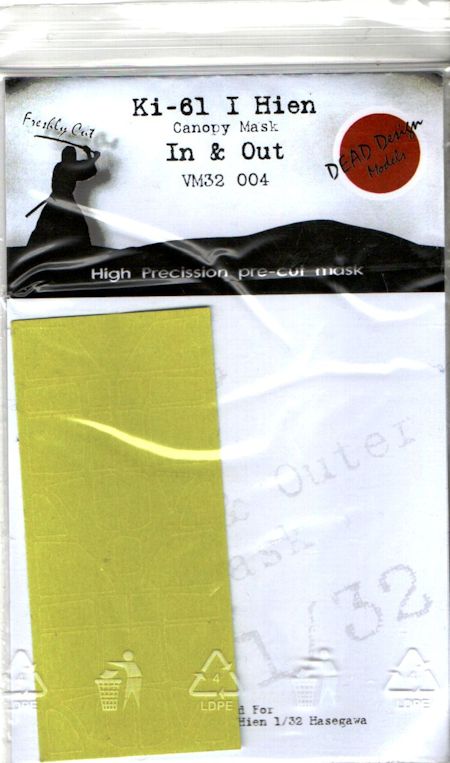 Ki-61 I Hien
Freshly Cut
Canopy Mask
In & Out
VM32 004
DEAD Design
Models
High Precission pre-cut mask
& Outer
ask
1/32
4
LDPE
4
LDPE
4
LDPE
d For
Hien 1/32 Hasegawa